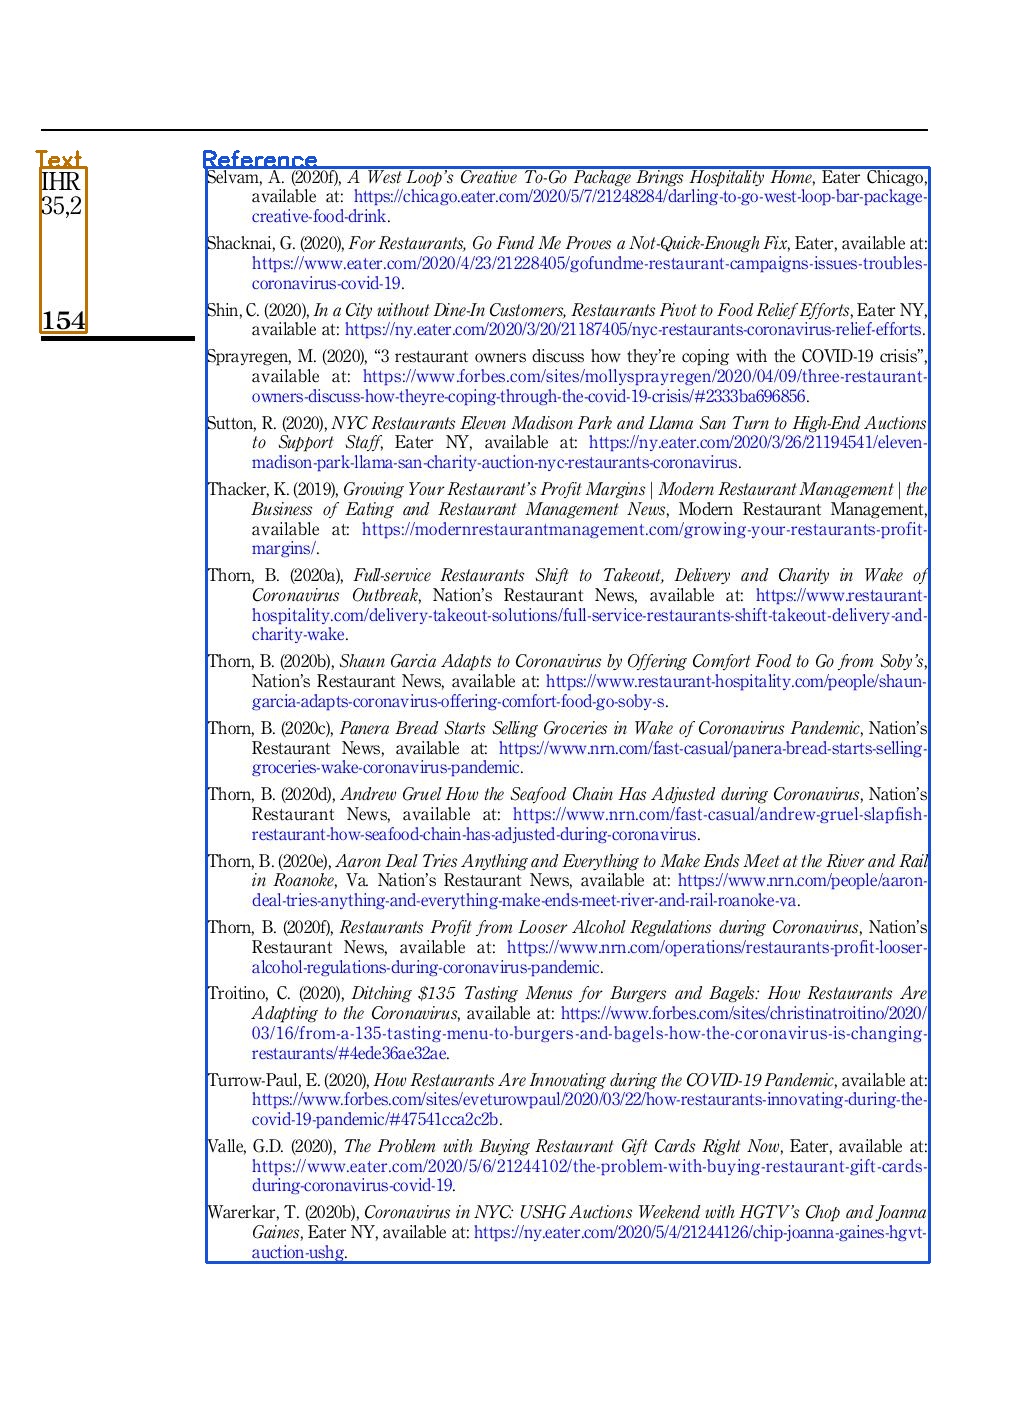 Text
IHR
35,2
154
Reference
Selvam, A. (2020f), A West Loop's Creative To-Go Package Brings Hospitality Home, Eater Chicago,
available at: https://chicago.eater.com/2020/5/7/21248284/darling-to-go-west-loop-bar-package-
creative-food-drink.
Shacknai, G. (2020), For Restaurants, Go Fund Me Proves a Not-Quick-Enough Fix, Eater, available at:
https://www.eater.com/2020/4/23/21228405/gofundme-restaurant-campaigns-issues-troubles-
coronavirus-covid-19.
Shin, C. (2020), In a City without Dine-In Customers, Restaurants Pivot to Food Relief Efforts, Eater NY,
available at: https://ny.eater.com/2020/3/20/21187405/nyc-restaurants-coronavirus-relief-efforts.
Sprayregen, M. (2020), “3 restaurant owners discuss how they're coping with the COVID-19 crisis”,
available at: https://www.forbes.com/sites/mollysprayregen/2020/04/09/three-restaurant-
owners-discuss-how-theyre-coping-through-the-covid-19-crisis/#2333ba696856.
Sutton, R. (2020), NYC Restaurants Eleven Madison Park and Llama San Turn to High-End Auctions
to Support Staff, Eater NY, available at: https://ny.eater.com/2020/3/26/21194541/eleven-
madison-park-llama-san-charity-auction-nyc-restaurants-coronavirus.
Thacker, K. (2019), Growing Your Restaurant's Profit Margins | Modern Restaurant Management | the
Business of Eating and Restaurant Management News, Modern Restaurant Management,
available at: https://modernrestaurantmanagement.com/growing-your-restaurants-profit-
margins/.
Thorn, B. (2020a), Full-service Restaurants Shift to Takeout, Delivery and Charity in Wake of
Coronavirus Outbreak, Nation's Restaurant News, available at: https://www.restaurant-
hospitality.com/delivery-takeout-solutions/full-service-restaurants-shift-takeout-delivery-and-
charity-wake.
Thorn, B. (2020b), Shaun Garcia Adapts to Coronavirus by Offering Comfort Food to Go from Soby's,
Nation's Restaurant News, available at: https://www.restaurant-hospitality.com/people/shaun-
garcia-adapts-coronavirus-offering-comfort-food-go-soby-s.
Thorn, B. (2020c), Panera Bread Starts Selling Groceries in Wake of Coronavirus Pandemic, Nation's
Restaurant News, available at: https://www.nrn.com/fast-casual/panera-bread-starts-selling-
groceries-wake-coronavirus-pandemic.
Thorn, B. (2020d), Andrew Gruel How the Seafood Chain Has Adjusted during Coronavirus, Nation's
Restaurant News, available at: https://www.nrn.com/fast-casual/andrew-gruel-slapfish-
restaurant-how-seafood-chain-has-adjusted-during-coronavirus.
Thorn, B. (2020e), Aaron Deal Tries Anything and Everything to Make Ends Meet at the River and Rail
in Roanoke, Va. Nation's Restaurant News, available at: https://www.nrn.com/people/aaron-
deal-tries-anything-and-everything-make-ends-meet-river-and-rail-roanoke-va.
Thorn, B. (2020f), Restaurants Profit from Looser Alcohol Regulations during Coronavirus, Nation's
Restaurant News, available at: https://www.nrn.com/operations/restaurants-profit-looser-
alcohol-regulations-during-coronavirus-pandemic.
Troitino, C. (2020), Ditching $135 Tasting Menus for Burgers and Bagels: How Restaurants Are
Adapting to the Coronavirus, available at: https://www.forbes.com/sites/christinatroitino/2020/
03/16/from-a-135-tasting-menu-to-burgers-and-bagels-how-the-coronavirus-is-changing-
restaurants/#4ede36ae32ae.
Turrow-Paul, E. (2020), How Restaurants Are Innovating during the COVID-19 Pandemic, available at:
https://www.forbes.com/sites/eveturowpaul/2020/03/22/how-restaurants-innovating-during-the-
covid-19-pandemic/#47541cca2c2b.
Valle, G.D. (2020), The Problem with Buying Restaurant Gift Cards Right Now, Eater, available at:
https://www.eater.com/2020/5/6/21244102/the-problem-with-buying-restaurant-gift-cards-
during-coronavirus-covid-19.
Warerkar, T. (2020b), Coronavirus in NYC: USHG Auctions Weekend with HGTV's Chop and Joanna
Gaines, Eater NY, available at: https://ny.eater.com/2020/5/4/21244126/chip-joanna-gaines-hgvt-
auction-ushg.